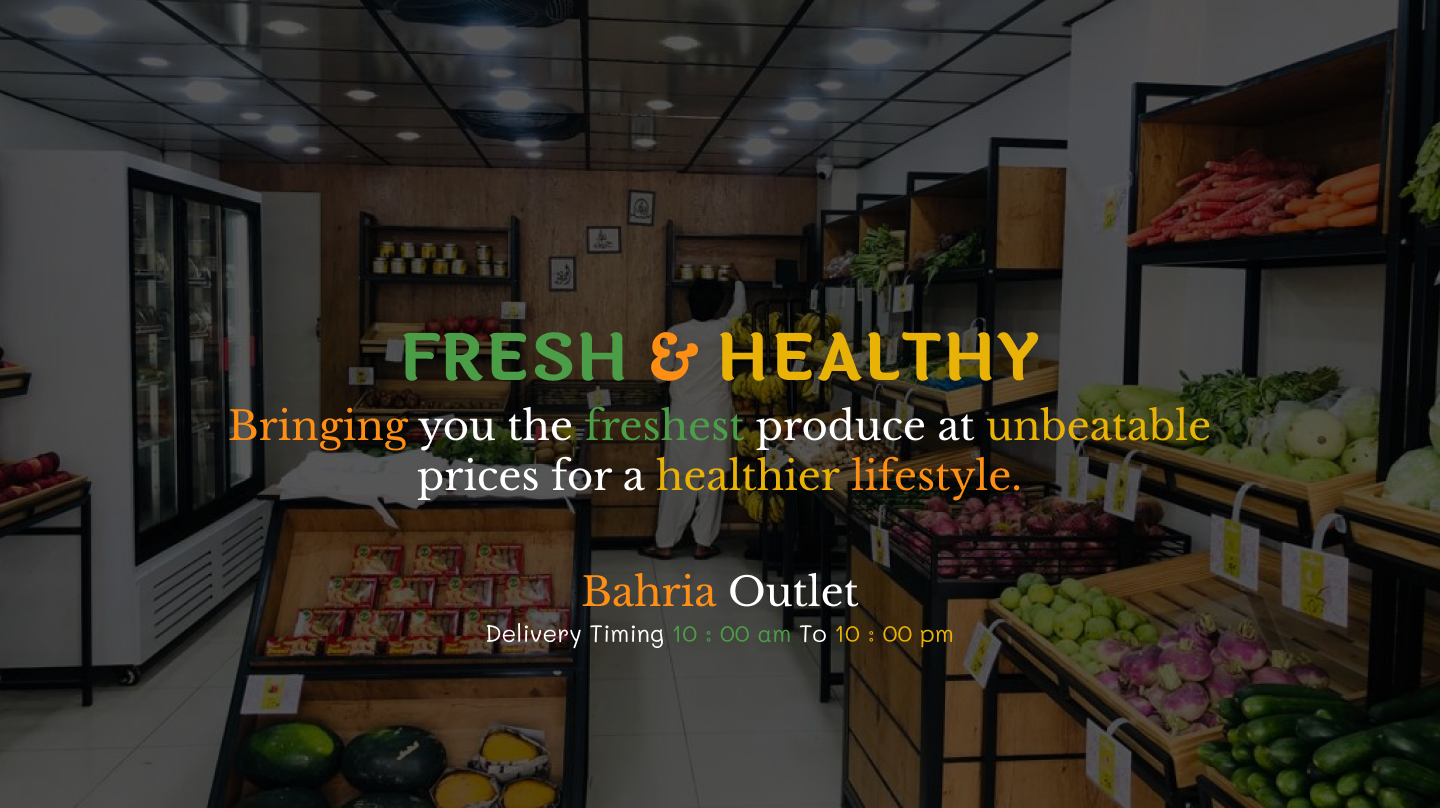 FRESH & HEALTHY
Bringing you the freshest produce at unbeatable
prices for a healthier lifestyle.
Bahria Outlet
Delivery Timing 10 : 00 am To 10 : 00 pm